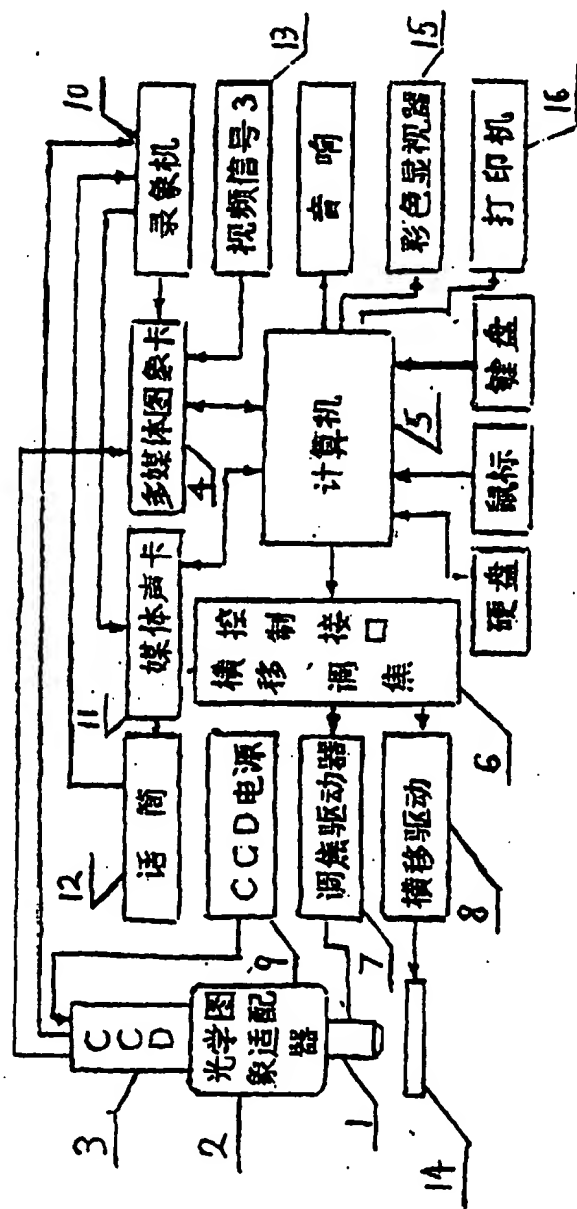 10
12
11
13
3
CCD
话简
媒体声卡
多媒体图象卡
4
录象机
2
光学图
象适配
器
9
CCD电源
视频信号3
横移调焦
控制接口
计算机
5
音响
1
7
调焦驱动器
15
彩色显视器
14
8
横移驱动
6
硬盘
鼠标
键盘
打印机
16